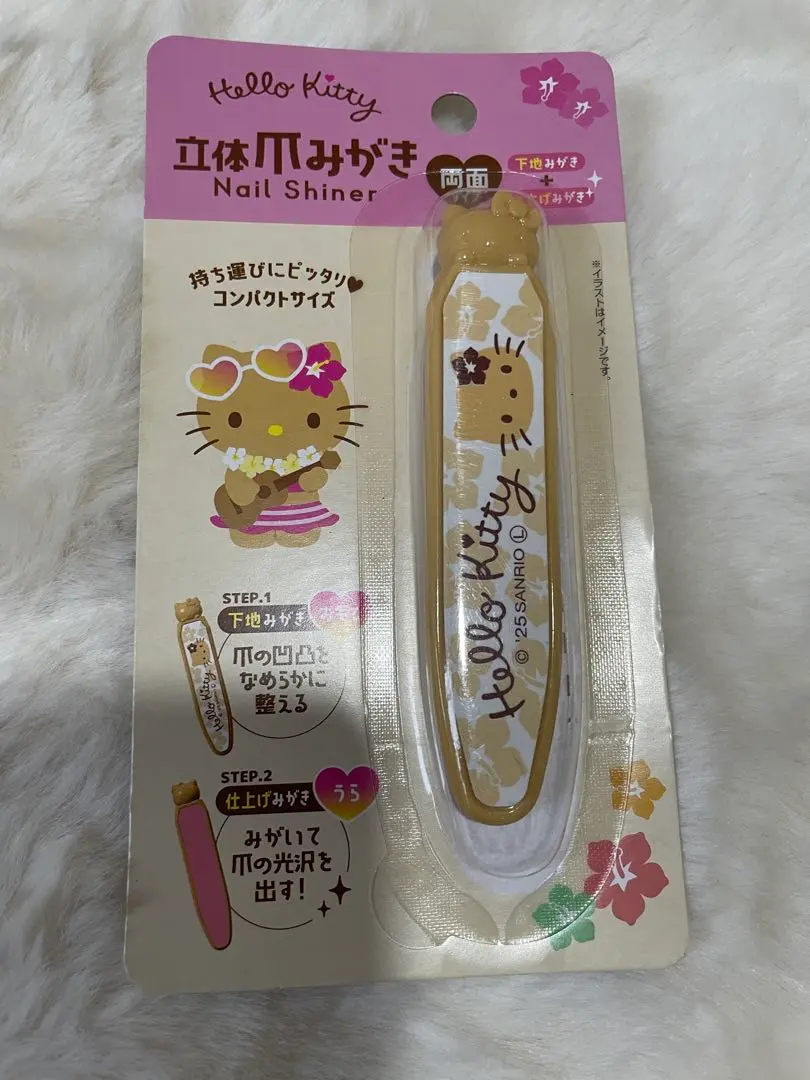 Hello Kitty
立体爪みがき
Nail Shiner
両面
下地みがき
+
上げみがき
※イラストはイメージです。
持ち運びにピッタリ
コンパクトサイズ
Hello Kitty
© '25 SANRIO Ⓛ
STEP.1
下地みがき
爪の凹凸を
なめらかに
整える
Hello Kitty
STEP.2
仕上げみがき
うら
みがいて
爪の光沢を
出す!